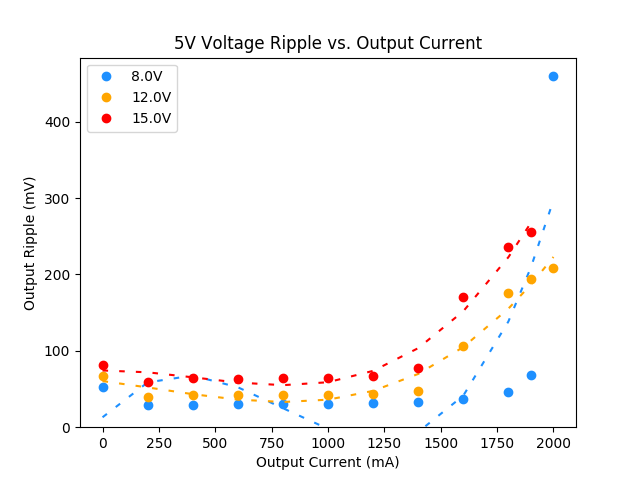 5V Voltage Ripple vs. Output Current
8.0V
12.0V
15.0V
Output Ripple (mV)
400
300
200
100
0
0 250 500 750 1000 1250 1500 1750 2000
Output Current (mA)